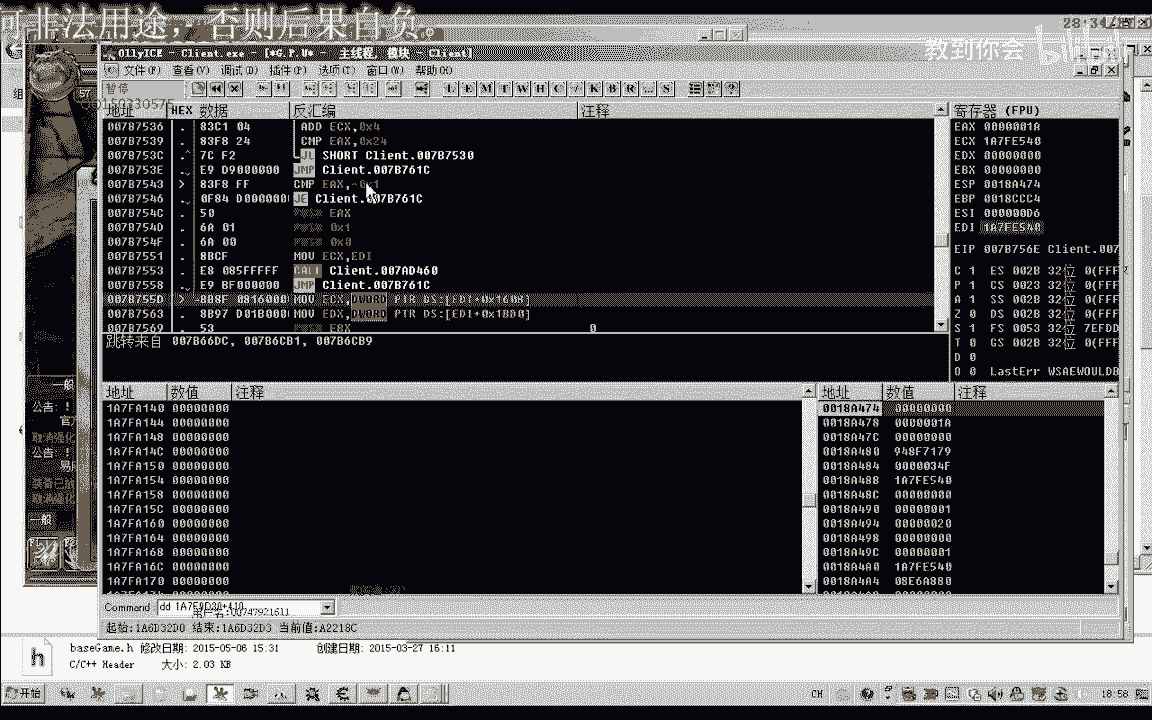 何非法用途，否则后果自负。
教到你会 bilibili
OllyICE - Client.exe - [*G.P.U* - 主线程, 模块 - Client]
文件(F) 查看(V) 调试(D) 插件(P) 选项(T) 窗口(W) 帮助(H)
暂停
L E M T W H C / K B R ... S
57
地址 HEX 数据 反汇编 注释
007B7536 . 83C1 04 ADD ECX,0x4
007B7539 . 83F8 24 CMP EAX,0x24
007B753C .^ 7C F2 JL SHORT Client.007B7530
007B753E . E9 D9000000 JMP Client.007B761C
007B7543 > 83F8 FF CMP EAX,-0x1
007B7546 . 0F84 D000000 JE Client.007B761C
007B754C . 50 PUSH EAX
007B754D . 6A 01 PUSH 0x1
007B754F . 6A 00 PUSH 0x0
007B7551 . 8BCF MOV ECX,EDI
007B7553 . E8 085FFFFF CALL Client.007AD460
007B7558 . E9 BF000000 JMP Client.007B761C
007B755D > 8B8F 0816000 MOV ECX,DWORD PTR DS:[EDI+0x1608]
007B7563 . 8B97 D01B000 MOV EDX,DWORD PTR DS:[EDI+0x1BD0]
007B7569 . 53 PUSH EBX 0
跳转来自 007B66DC, 007B6CB1, 007B6CB9
寄存器 (FPU)
EAX 0000001A
ECX 1A7FE540
EDX 00000000
EBX 00000000
ESP 0018A474
EBP 0018CCC4
ESI 000000D6
EDI 1A7FE540
EIP 007B756E Client.007
C 1 ES 002B 32位 0(FFF
P 1 CS 0023 32位 0(FFF
A 1 SS 002B 32位 0(FFF
Z 0 DS 002B 32位 0(FFF
S 1 FS 0053 32位 7EFDD
T 0 GS 002B 32位 0(FFF
D 0
O 0 LastErr WSAEWOULDB
地址 数值 注释
1A7FA140 00000000
1A7FA144 00000000
1A7FA148 00000000
1A7FA14C 00000000
1A7FA150 00000000
1A7FA154 00000000
1A7FA158 00000000
1A7FA15C 00000000
1A7FA160 00000000
1A7FA164 00000000
1A7FA168 00000000
1A7FA16C 00000000
1A7FA170 00000000
地址 数值 注释
0018A474 00000000
0018A478 0000001A
0018A47C 00000000
0018A480 948F7179
0018A484 0000034F
0018A488 1A7FE540
0018A48C 00000000
0018A490 00000001
0018A494 00000020
0018A498 00000000
0018A49C 00000001
0018A4A0 1A7FE540
0018A4A4 08E6A880
一般
公告：！
取消强化
公告：！
一般
Command
起始:1A6D32D0 结束:1A6D32D3 当前值:A2218C
baseGame.h 修改日期: 2015-05-06 15:31 创建日期: 2015-03-27 16:11
C/C++ Header 大小: 2.03 KB
开始
CH
18:58